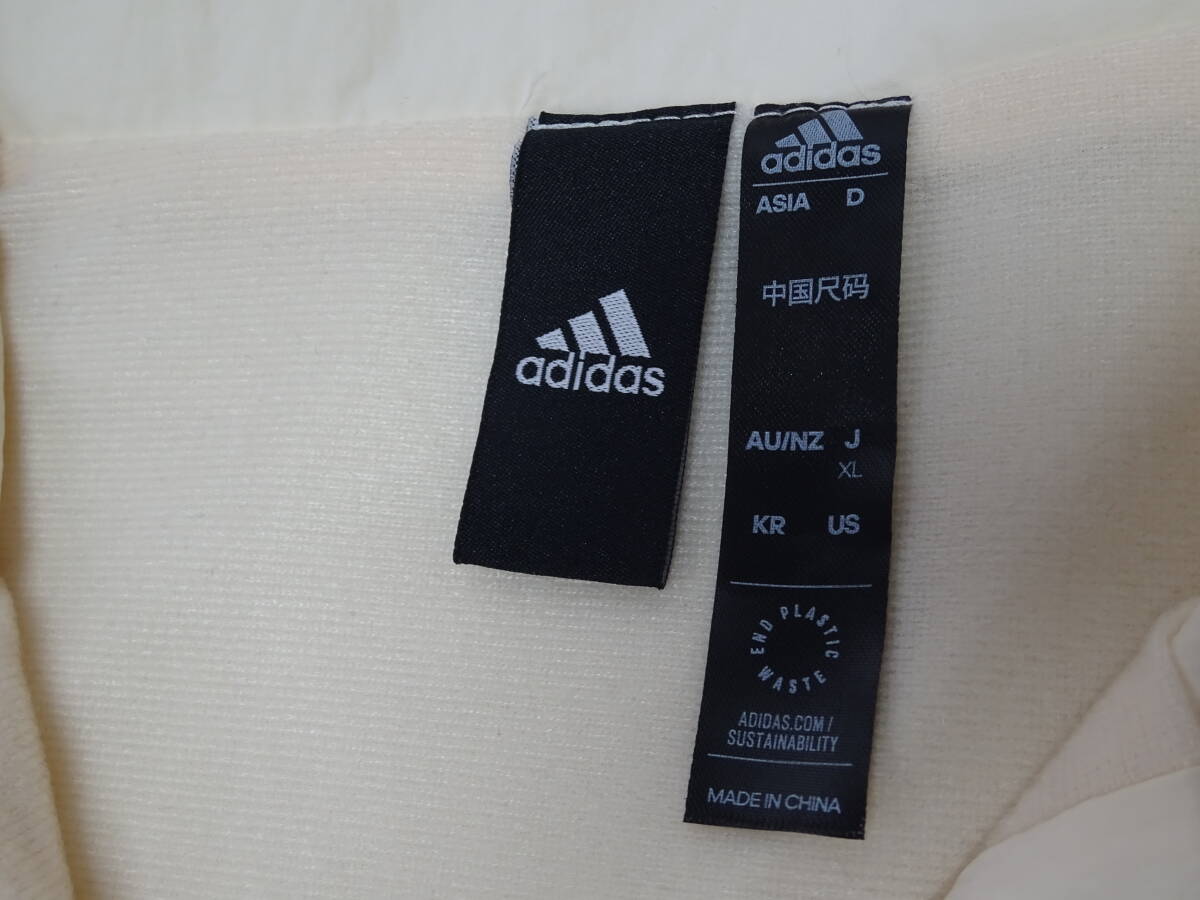 adidas
adidas
ASIA D
中国尺码
AU/NZ J
XL
KR US
END PLASTIC WASTE
ADIDAS.COM/
SUSTAINABILITY
MADE IN CHINA